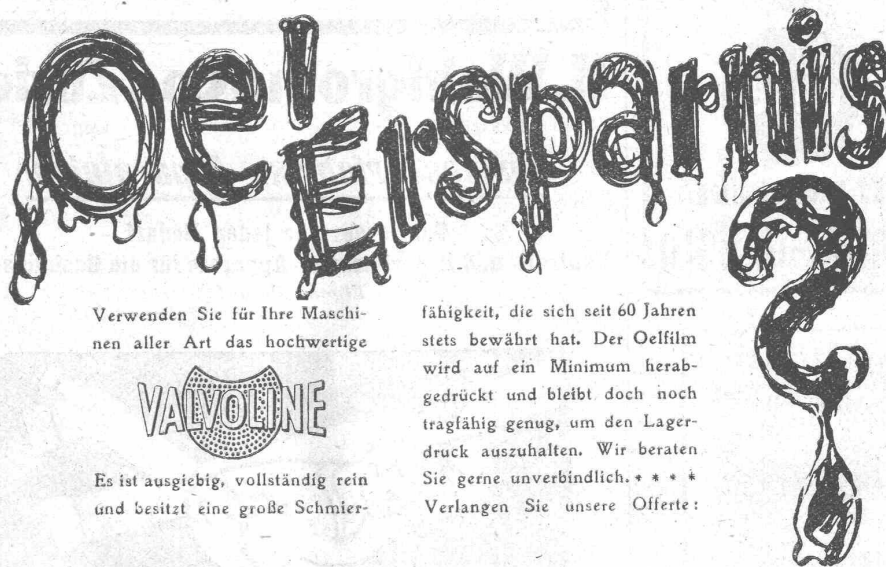 Oel Ersparnis
?
Verwenden Sie für Ihre Maschi-
nen aller Art das hochwertige
VALVOLINE
Es ist ausgiebig, vollständig rein
und besitzt eine große Schmier-
fähigkeit, die sich seit 60 Jahren
stets bewährt hat. Der Oelfilm
wird auf ein Minimum herab-
gedrückt und bleibt doch noch
tragfähig genug, um den Lager-
druck auszuhalten. Wir beraten
Sie gerne unverbindlich. * * * *
Verlangen Sie unsere Offerte: